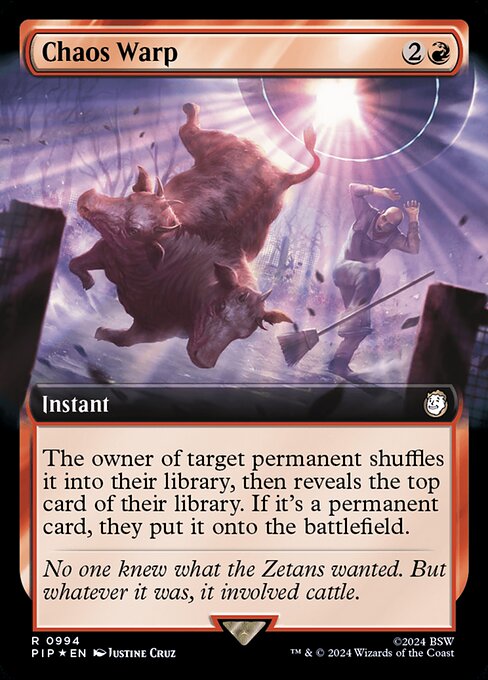 Chaos Warp 2
Instant
The owner of target permanent shuffles
it into their library, then reveals the top
card of their library. If it's a permanent
card, they put it onto the battlefield.
No one knew what the Zetans wanted. But
whatever it was, it involved cattle.
R 0994 ©2024 BSW
PIP★EN Justine Cruz ™ & © 2024 Wizards of the Coast